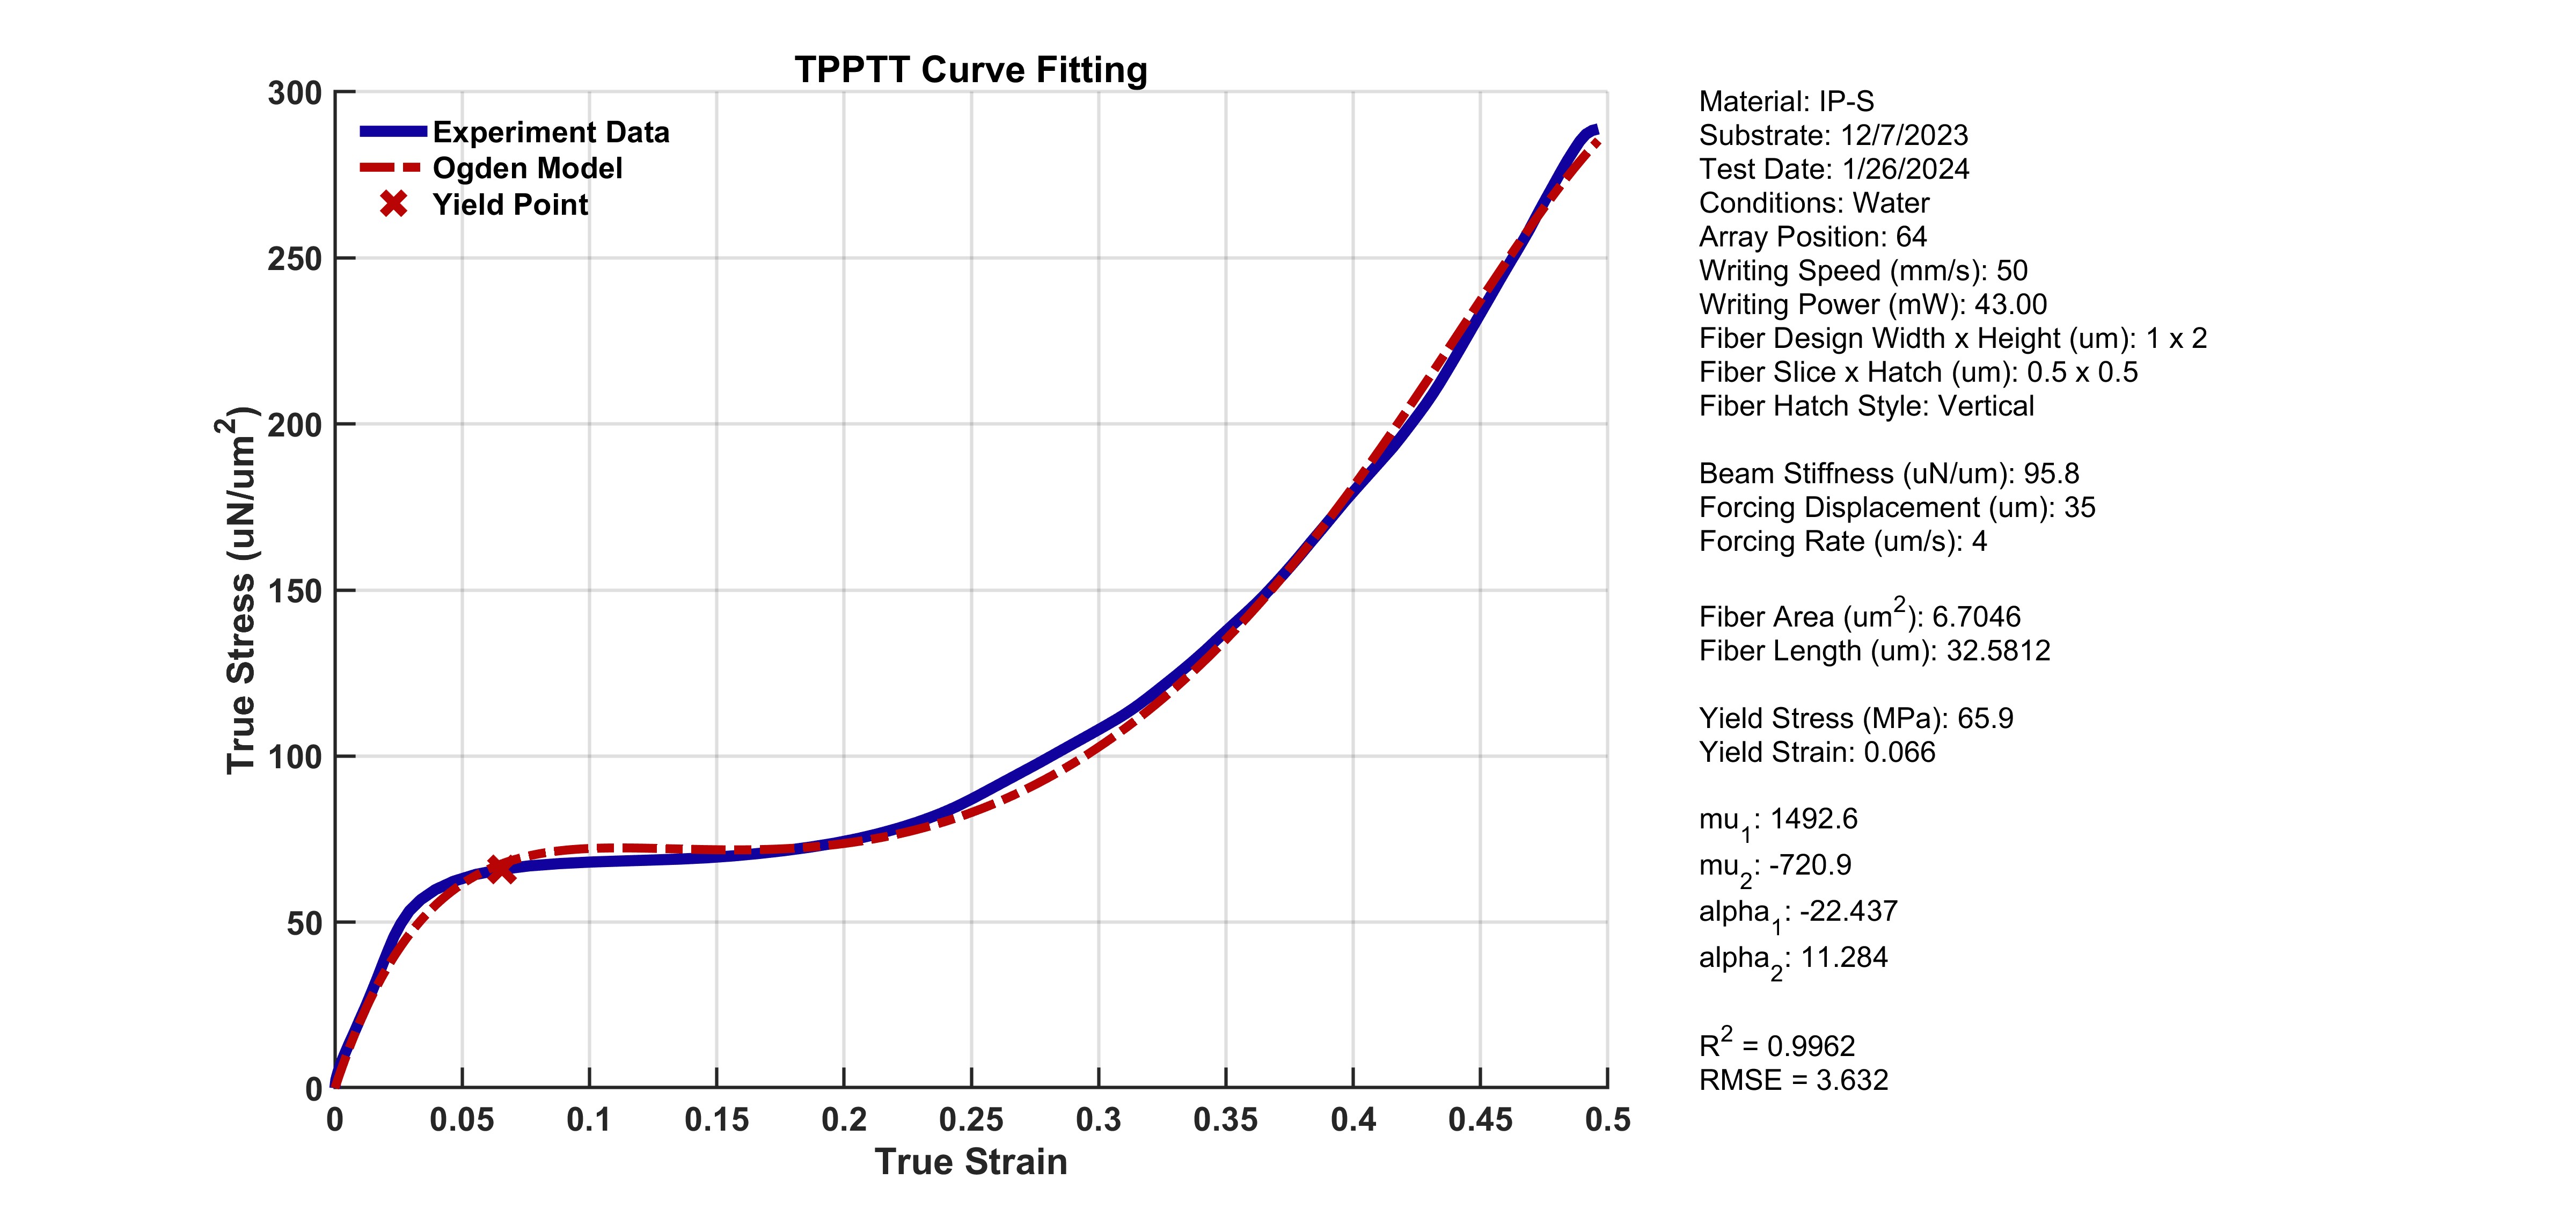 TPPTT Curve Fitting
300
250
200
150
100
50
0
True Stress (uN/um²)
Experiment Data
Ogden Model
Yield Point
0 0.05 0.1 0.15 0.2 0.25 0.3 0.35 0.4 0.45 0.5
True Strain
Material: IP-S
Substrate: 12/7/2023
Test Date: 1/26/2024
Conditions: Water
Array Position: 64
Writing Speed (mm/s): 50
Writing Power (mW): 43.00
Fiber Design Width x Height (um): 1 x 2
Fiber Slice x Hatch (um): 0.5 x 0.5
Fiber Hatch Style: Vertical
Beam Stiffness (uN/um): 95.8
Forcing Displacement (um): 35
Forcing Rate (um/s): 4
Fiber Area (um²): 6.7046
Fiber Length (um): 32.5812
Yield Stress (MPa): 65.9
Yield Strain: 0.066
mu₁: 1492.6
mu₂: -720.9
alpha₁: -22.437
alpha₂: 11.284
R² = 0.9962
RMSE = 3.632